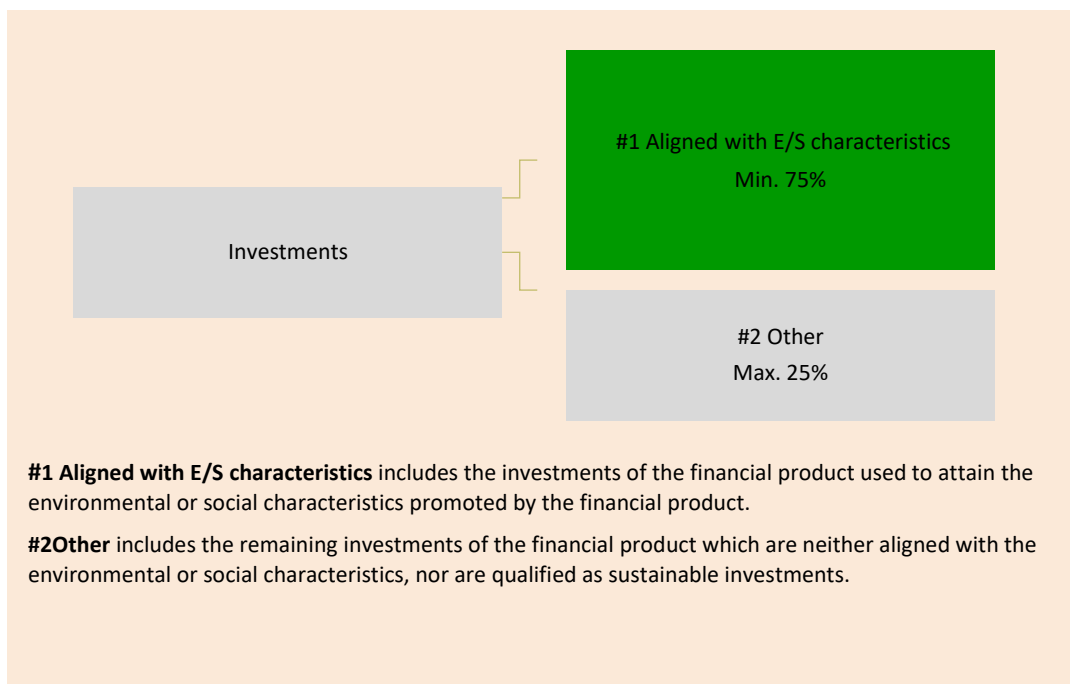 #1 Aligned with E/S characteristics
Min. 75%
Investments
#2 Other
Max. 25%
#1 Aligned with E/S characteristics includes the investments of the financial product used to attain the
environmental or social characteristics promoted by the financial product.
#2Other includes the remaining investments of the financial product which are neither aligned with the
environmental or social characteristics, nor are qualified as sustainable investments.